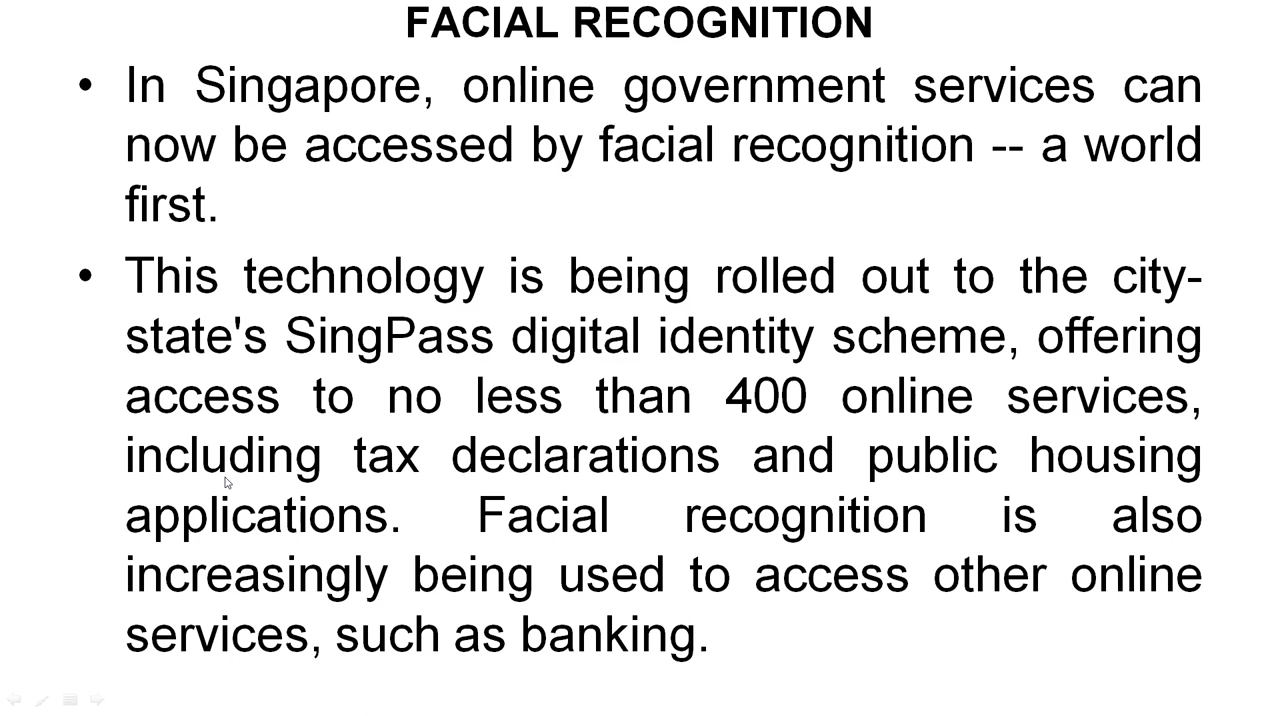 FACIAL RECOGNITION
• In Singapore, online government services can
now be accessed by facial recognition -- a world
first.
• This technology is being rolled out to the city-
state's SingPass digital identity scheme, offering
access to no less than 400 online services,
including tax declarations and public housing
applications. Facial recognition is also
increasingly being used to access other online
services, such as banking.